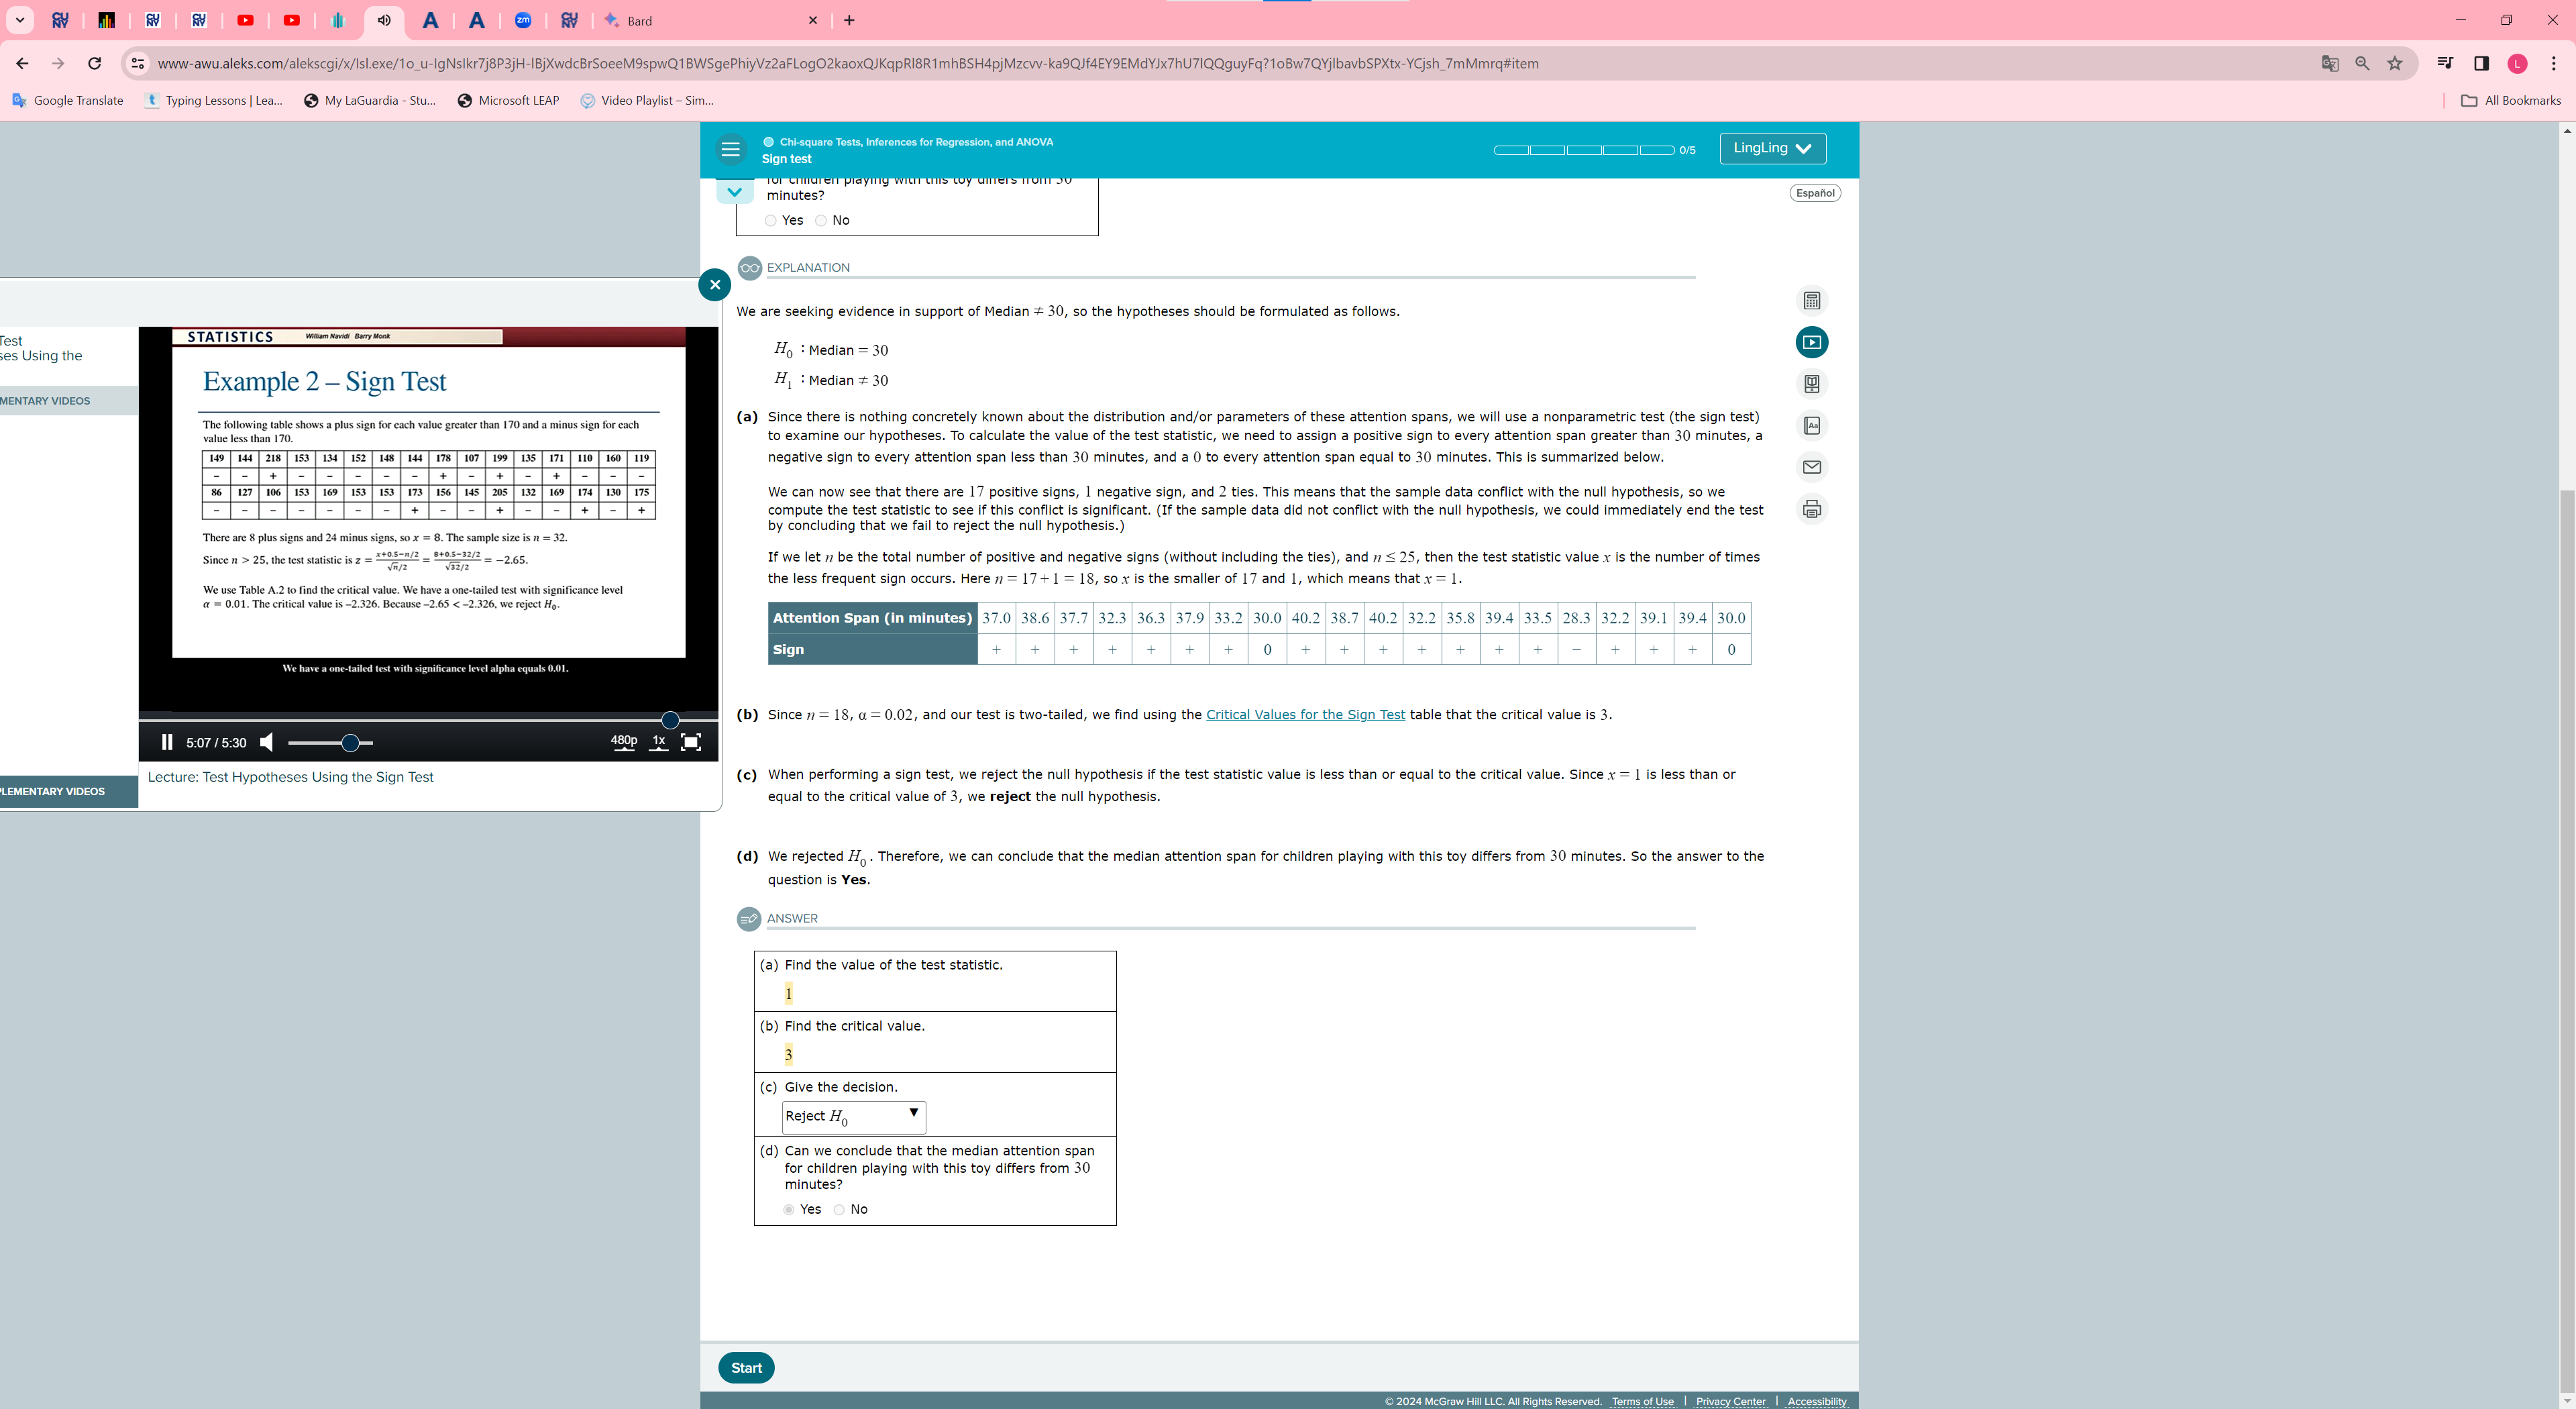 Bard
www-awu.aleks.com/alekscgi/x/Isl.exe/1o_u-IgNsIkr7j8P3jH-lBjXwdcBrSoeeM9spwQ1BWSgePhiyVz2aFLogO2kaoxQJKqpRl8R1mhBSH4pjMzcvv-ka9QJf4EY9EMdYJx7hU7lQQguyFq?1oBw7QYjlbavbSPXtx-YCjsh_7mMmrq#item
Google Translate
Typing Lessons | Lea...
My LaGuardia - Stu...
Microsoft LEAP
Video Playlist – Sim...
All Bookmarks
Chi-square Tests, Inferences for Regression, and ANOVA
Sign test
0/5
LingLing
Español
for children playing with this toy differs from 30
minutes?
Yes No
EXPLANATION
We are seeking evidence in support of Median ≠ 30, so the hypotheses should be formulated as follows.
H0 : Median = 30
H1 : Median ≠ 30
(a) Since there is nothing concretely known about the distribution and/or parameters of these attention spans, we will use a nonparametric test (the sign test)
to examine our hypotheses. To calculate the value of the test statistic, we need to assign a positive sign to every attention span greater than 30 minutes, a
negative sign to every attention span less than 30 minutes, and a 0 to every attention span equal to 30 minutes. This is summarized below.
We can now see that there are 17 positive signs, 1 negative sign, and 2 ties. This means that the sample data conflict with the null hypothesis, so we
compute the test statistic to see if this conflict is significant. (If the sample data did not conflict with the null hypothesis, we could immediately end the test
by concluding that we fail to reject the null hypothesis.)
If we let n be the total number of positive and negative signs (without including the ties), and n ≤ 25, then the test statistic value x is the number of times
the less frequent sign occurs. Here n = 17+1 = 18, so x is the smaller of 17 and 1, which means that x = 1.
Attention Span (in minutes) 37.0 38.6 37.7 32.3 36.3 37.9 33.2 30.0 40.2 38.7 40.2 32.2 35.8 39.4 33.5 28.3 32.2 39.1 39.4 30.0
Sign + + + + + + + 0 + + + + + + + − + + + 0
(b) Since n = 18, α = 0.02, and our test is two-tailed, we find using the Critical Values for the Sign Test table that the critical value is 3.
(c) When performing a sign test, we reject the null hypothesis if the test statistic value is less than or equal to the critical value. Since x = 1 is less than or
equal to the critical value of 3, we reject the null hypothesis.
(d) We rejected H0. Therefore, we can conclude that the median attention span for children playing with this toy differs from 30 minutes. So the answer to the
question is Yes.
ANSWER
(a) Find the value of the test statistic.
1
(b) Find the critical value.
3
(c) Give the decision.
Reject H0
(d) Can we conclude that the median attention span
for children playing with this toy differs from 30
minutes?
Yes No
Start
© 2024 McGraw Hill LLC. All Rights Reserved. Terms of Use | Privacy Center | Accessibility
Test
ses Using the
MENTARY VIDEOS
PLEMENTARY VIDEOS
STATISTICS William Navidi Barry Monk
Example 2 – Sign Test
The following table shows a plus sign for each value greater than 170 and a minus sign for each
value less than 170.
149 144 218 153 134 152 148 144 178 107 199 135 171 110 160 119
− − + − − − − − + − + − + − − −
86 127 106 153 169 153 153 173 156 145 205 132 169 174 130 175
− − − − − − − + − − + − − + − +
There are 8 plus signs and 24 minus signs, so x = 8. The sample size is n = 32.
Since n > 25, the test statistic is z = x+0.5−n/2 / √n/2 = 8+0.5−32/2 / √32/2 = −2.65.
We use Table A.2 to find the critical value. We have a one-tailed test with significance level
α = 0.01. The critical value is –2.326. Because –2.65 < –2.326, we reject H0.
We have a one-tailed test with significance level alpha equals 0.01.
5:07 / 5:30
480p 1x
Lecture: Test Hypotheses Using the Sign Test